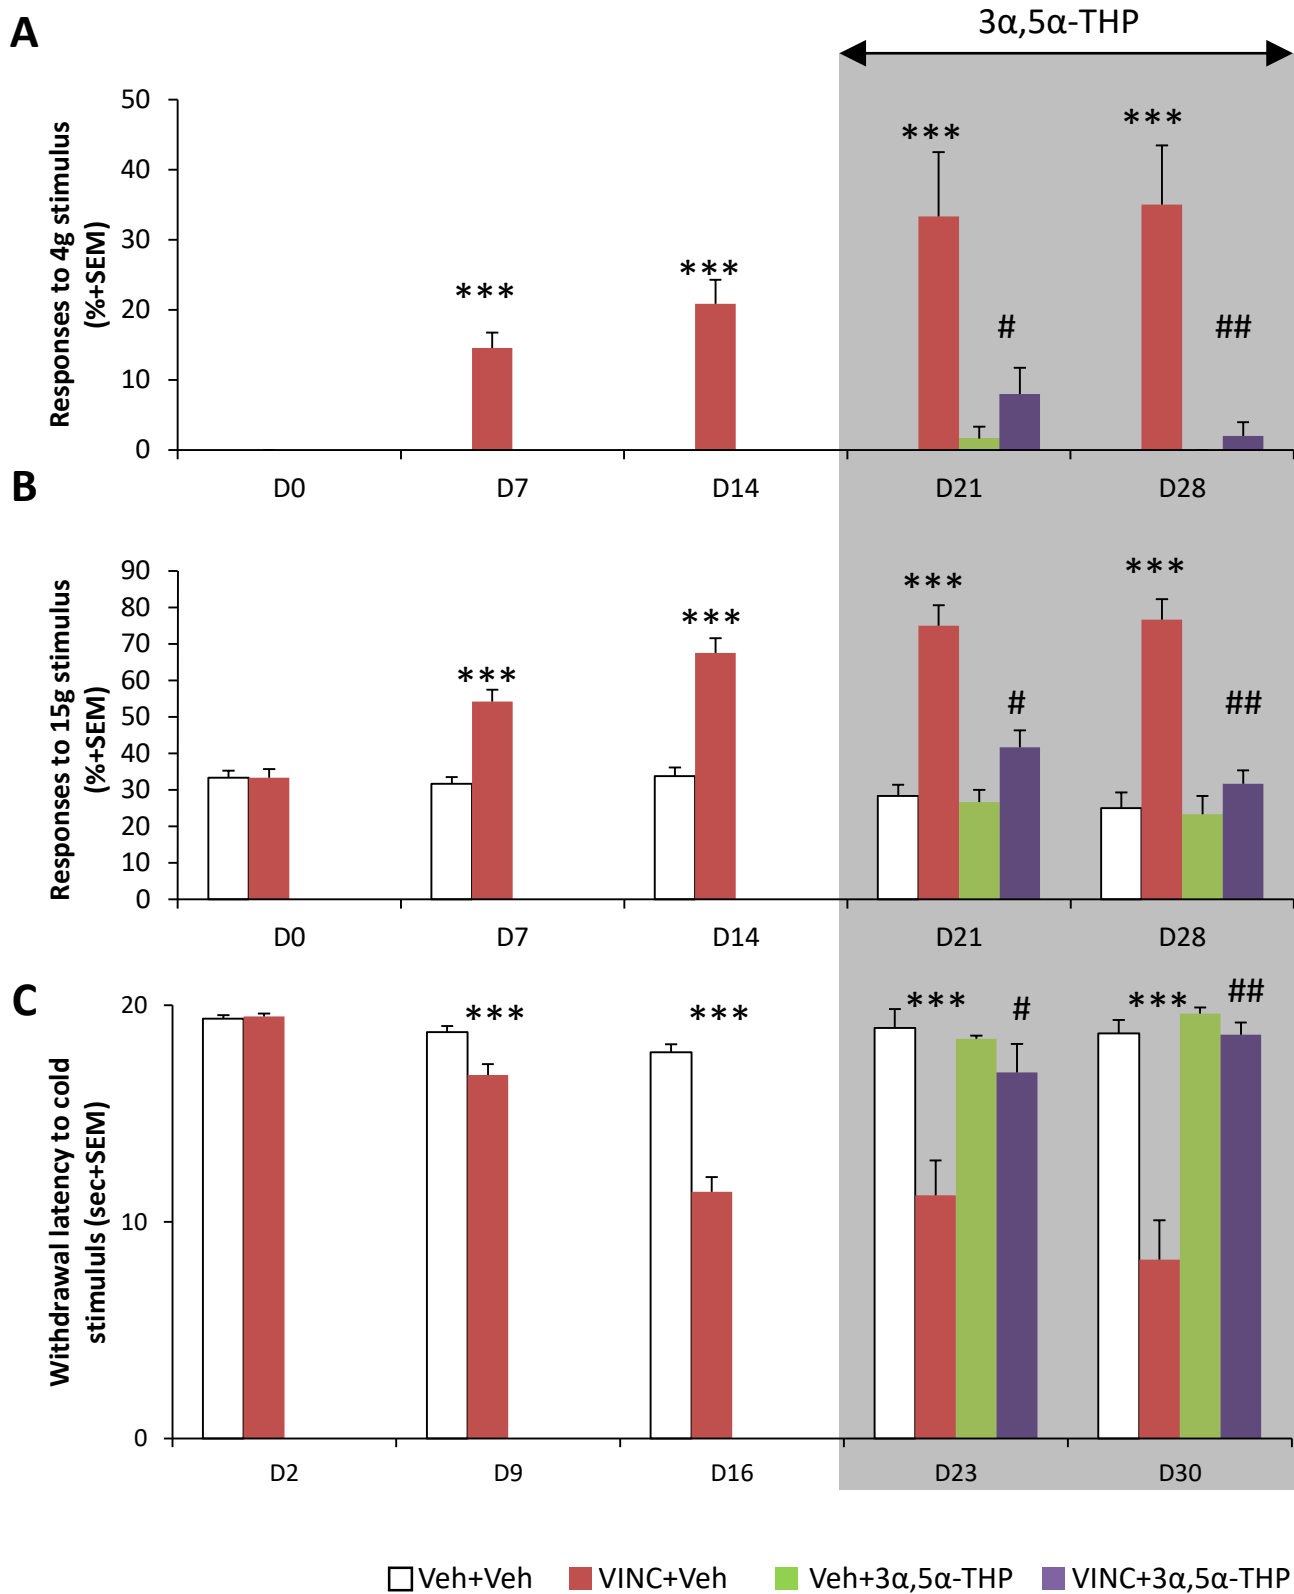 3α,5α-THP
A
Responses to 4g stimulus
(%+SEM)
50
40
30
20
10
0
***
***
***
***
#
##
D0 D7 D14 D21 D28
B
Responses to 15g stimulus
(%+SEM)
90
80
70
60
50
40
30
20
10
0
***
***
***
***
#
##
D0 D7 D14 D21 D28
C
Withdrawal latency to cold
stimululs (sec+SEM)
20
10
0
***
***
***
#
***
##
D2 D9 D16 D23 D30
Veh+Veh VINC+Veh Veh+3α,5α-THP VINC+3α,5α-THP